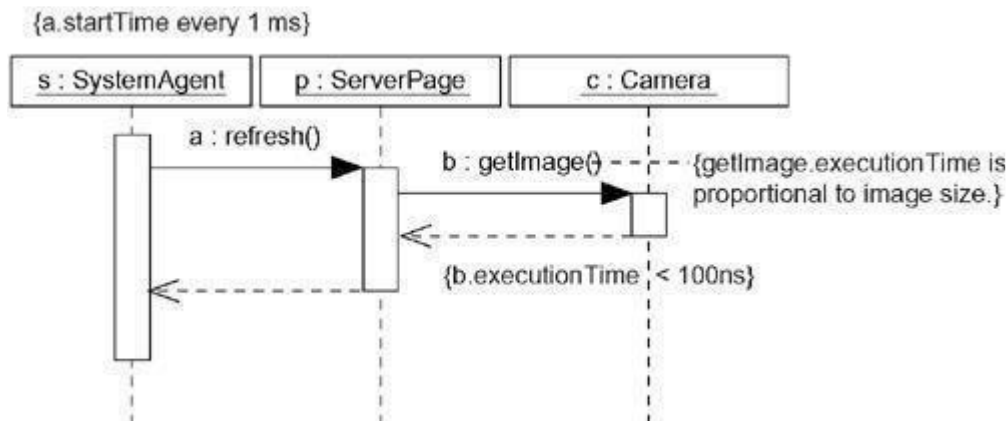 {a.startTime every 1 ms}
s : SystemAgent
p : ServerPage
c : Camera
a : refresh()
b : getImage()
{getImage.executionTime is
proportional to image size.}
{b.executionTime < 100ns}